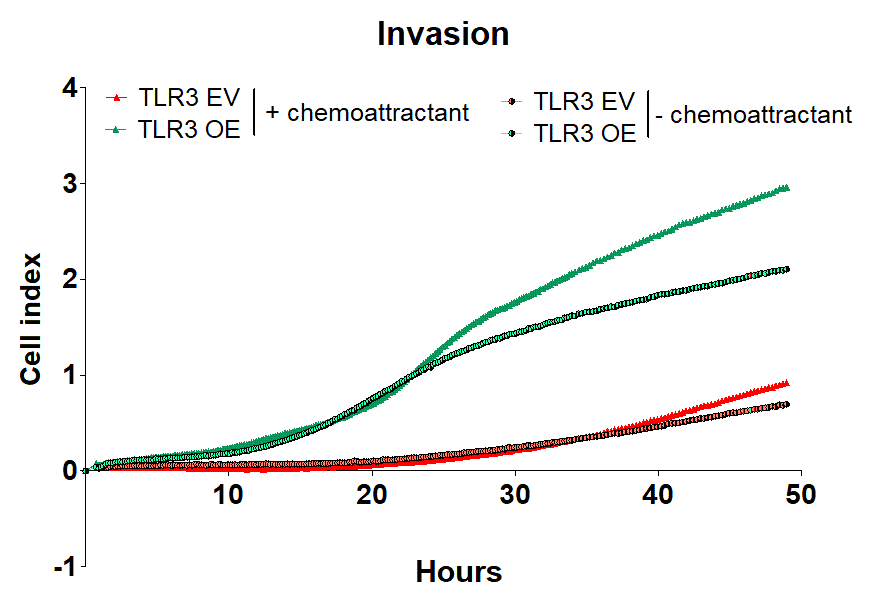 Invasion
TLR3 EV
TLR3 OE
+ chemoattractant
TLR3 EV
TLR3 OE
- chemoattractant
4
3
2
1
0
-1
Cell index
10 20 30 40 50
Hours